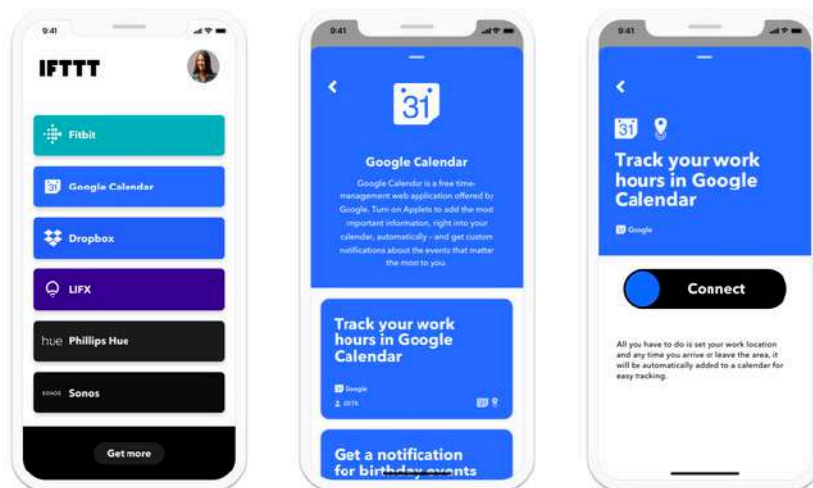 9:41
IFTTT
Fitbit
31
Google Calendar
Dropbox
LIFX
hue Phillips Hue
SONOS Sonos
Get more
9:41
31
Google Calendar
Google Calendar is a free time-
management web application offered by
Google. Turn on Applets to add the most
important information, right into your
calendar, automatically – and get custom
notifications about the events that matter
the most to you.
Track your work
hours in Google
Calendar
Google
Get a notification
for birthday events
9:41
31
Track your work
hours in Google
Calendar
Google
Connect
All you have to do is set your work location
and any time you arrive or leave the area, it
will be automatically added to a calendar for
easy tracking.